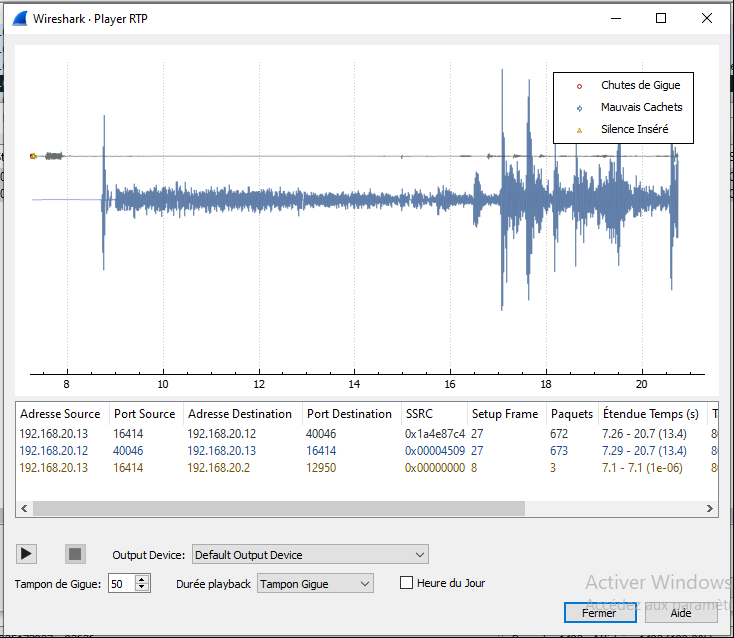 Wireshark · Player RTP
Chutes de Gigue
Mauvais Cachets
Silence Inséré
8 10 12 14 16 18 20
Adresse Source Port Source Adresse Destination Port Destination SSRC Setup Frame Paquets Étendue Temps (s) T
192.168.20.13 16414 192.168.20.12 40046 0x1a4e87c4 27 672 7.26 - 20.7 (13.4) 8
192.168.20.12 40046 192.168.20.13 16414 0x00004509 27 673 7.29 - 20.7 (13.4) 8
192.168.20.13 16414 192.168.20.2 12950 0x00000000 8 3 7.1 - 7.1 (1e-06) 8
Output Device: Default Output Device
Tampon de Gigue: 50 Durée playback Tampon Gigue Heure du Jour
Activer Windows
Accédez aux paramèt
Fermer Aide